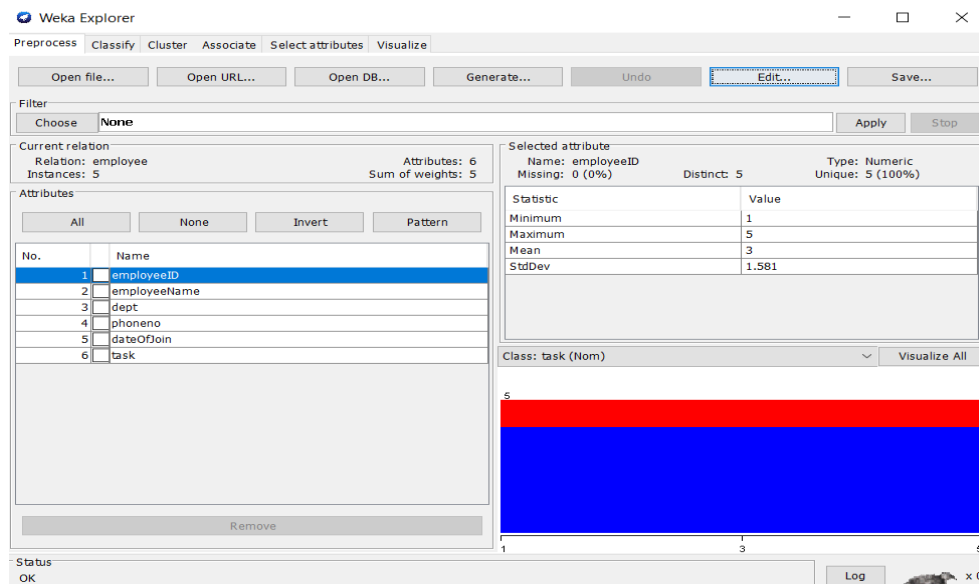 Weka Explorer
Preprocess Classify Cluster Associate Select attributes Visualize
Open file... Open URL... Open DB... Generate... Undo Edit... Save...
Filter
Choose None Apply Stop
Current relation
Relation: employee Attributes: 6
Instances: 5 Sum of weights: 5
Attributes
All None Invert Pattern
No. Name
1 employeeID
2 employeeName
3 dept
4 phoneno
5 dateOfJoin
6 task
Remove
Selected attribute
Name: employeeID Type: Numeric
Missing: 0 (0%) Distinct: 5 Unique: 5 (100%)
Statistic Value
Minimum 1
Maximum 5
Mean 3
StdDev 1.581
Class: task (Nom) Visualize All
5
1 3
Status
OK
Log